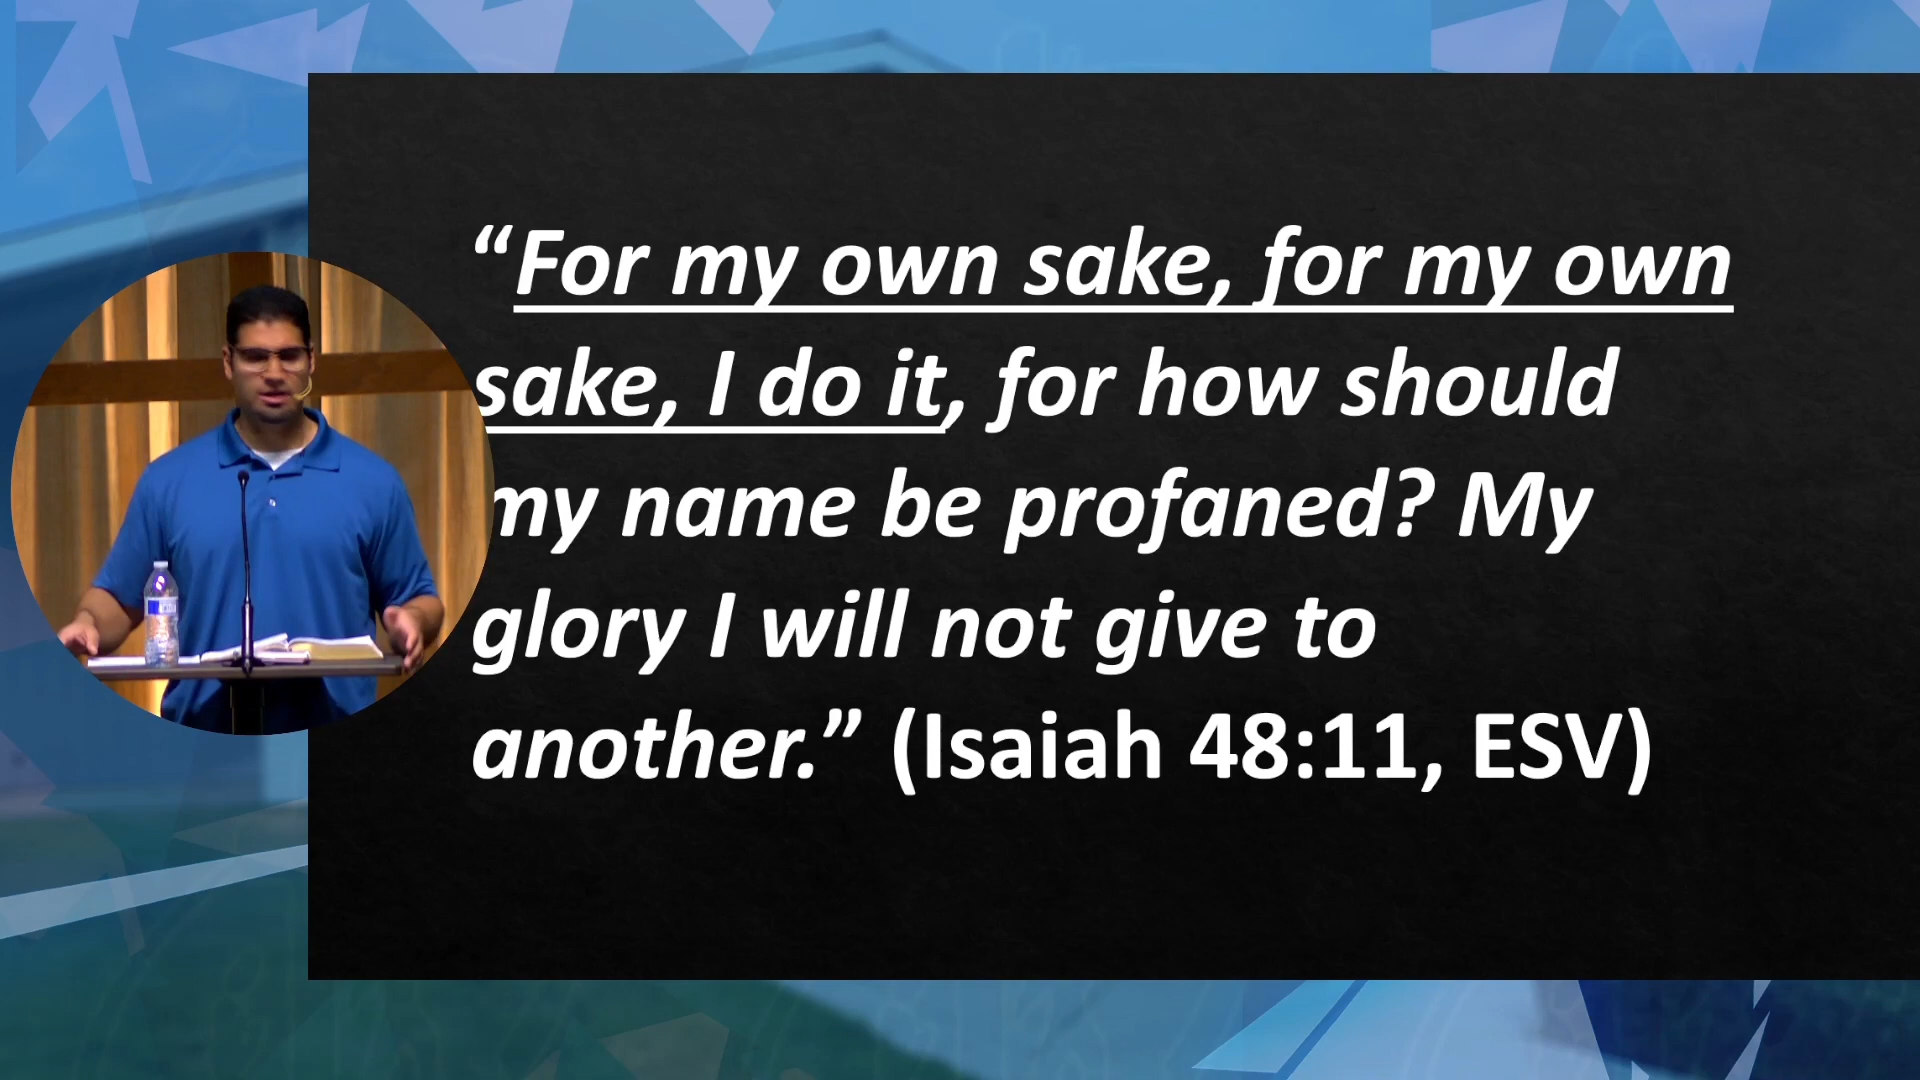 “For my own sake, for my own
sake, I do it, for how should
my name be profaned? My
glory I will not give to
another.” (Isaiah 48:11, ESV)